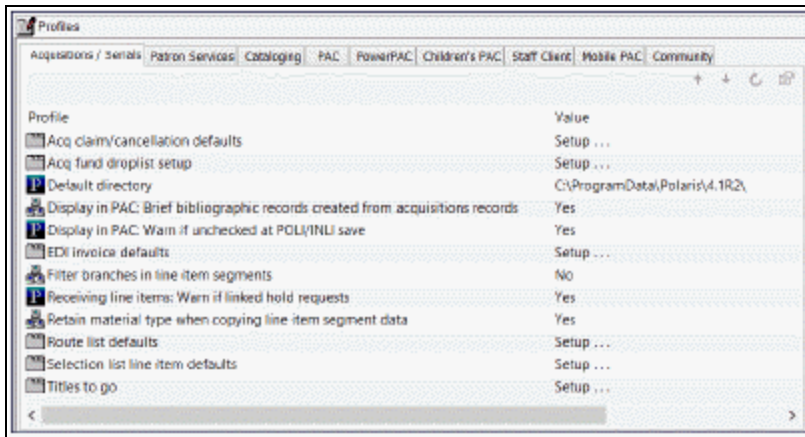 Profiles
Acquisitions / Serials Patron Services Cataloging PAC PowerPAC Children's PAC Staff Client Mobile PAC Community
Profile Value
Acq claim/cancellation defaults Setup ...
Acq fund droplist setup Setup ...
Default directory C:\ProgramData\Polaris\4.1R2\
Display in PAC: Brief bibliographic records created from acquisitions records Yes
Display in PAC: Warn if unchecked at POLI/INLI save Yes
EDI invoice defaults Setup ...
Filter branches in line item segments No
Receiving line items: Warn if linked hold requests Yes
Retain material type when copying line item segment data Yes
Route list defaults Setup ...
Selection list line item defaults Setup ...
Titles to go Setup ...